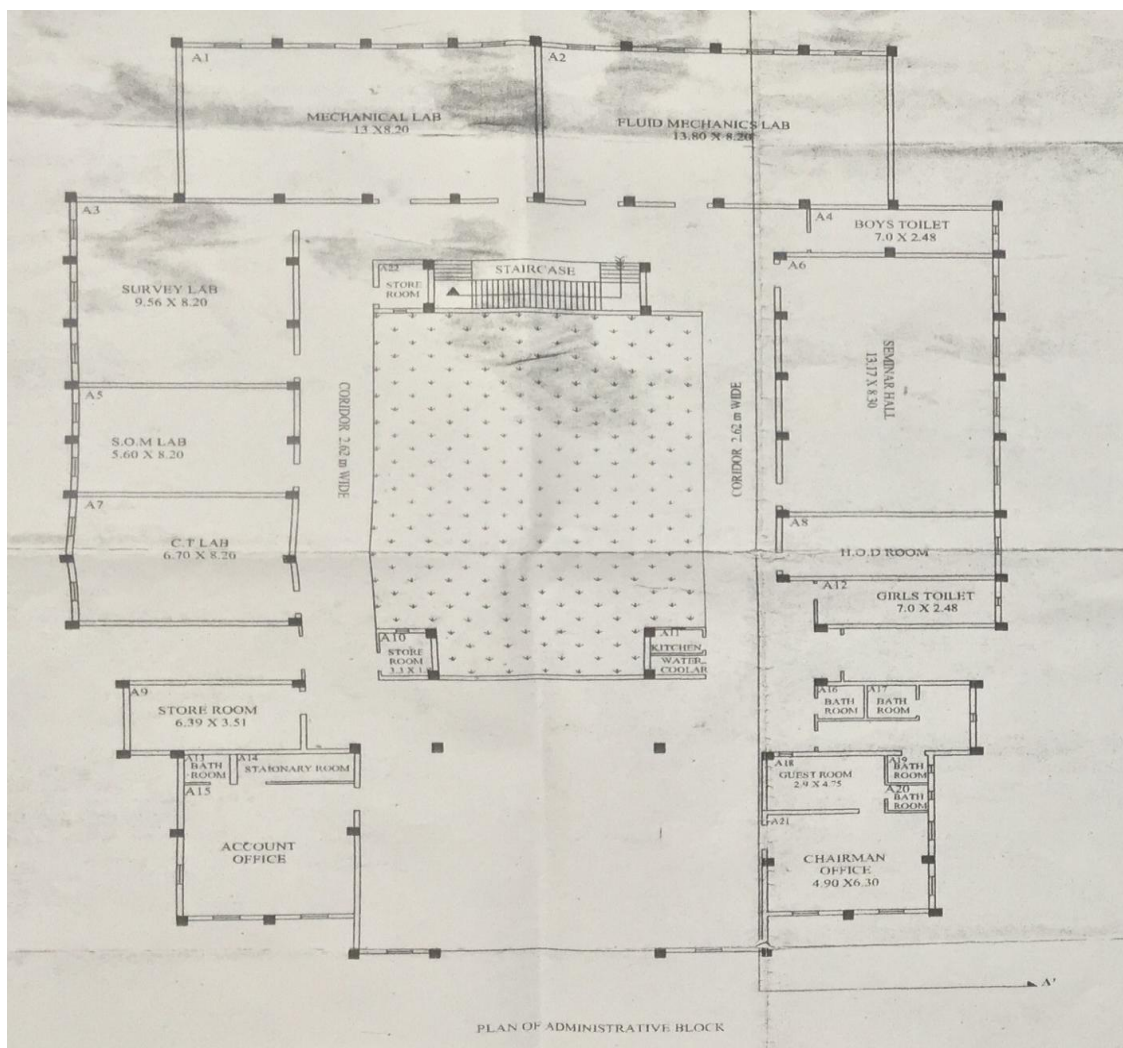 A1
A2
MECHANICAL LAB
13 X8.20
FLUID MECHANICS LAB
13.80 X 8.20
A3
A4
BOYS TOILET
7.0 X 2.48
A22
STORE
ROOM
STAIRCASE
A6
SURVEY LAB
9.56 X 8.20
SEMINAR HALL
13.17 X 8.30
A5
S.O.M LAB
5.60 X 8.20
CORIDOR 2.62 m WIDE
CORIDOR 2.62 m WIDE
A7
C.T LAB
6.70 X 8.20
A8
H.O.D ROOM
A12
GIRLS TOILET
7.0 X 2.48
A10
STORE
ROOM
A11
KITCHEN
WATER
COOLAR
A9
STORE ROOM
6.39 X 3.51
A16
BATH
ROOM
A17
BATH
ROOM
A13
BATH
ROOM
A14
STATIONARY ROOM
A15
ACCOUNT
OFFICE
A18
GUEST ROOM
2.9 X 4.75
A19
BATH
ROOM
A20
BATH
ROOM
A21
CHAIRMAN
OFFICE
4.90 X6.30
A'
PLAN OF ADMINISTRATIVE BLOCK